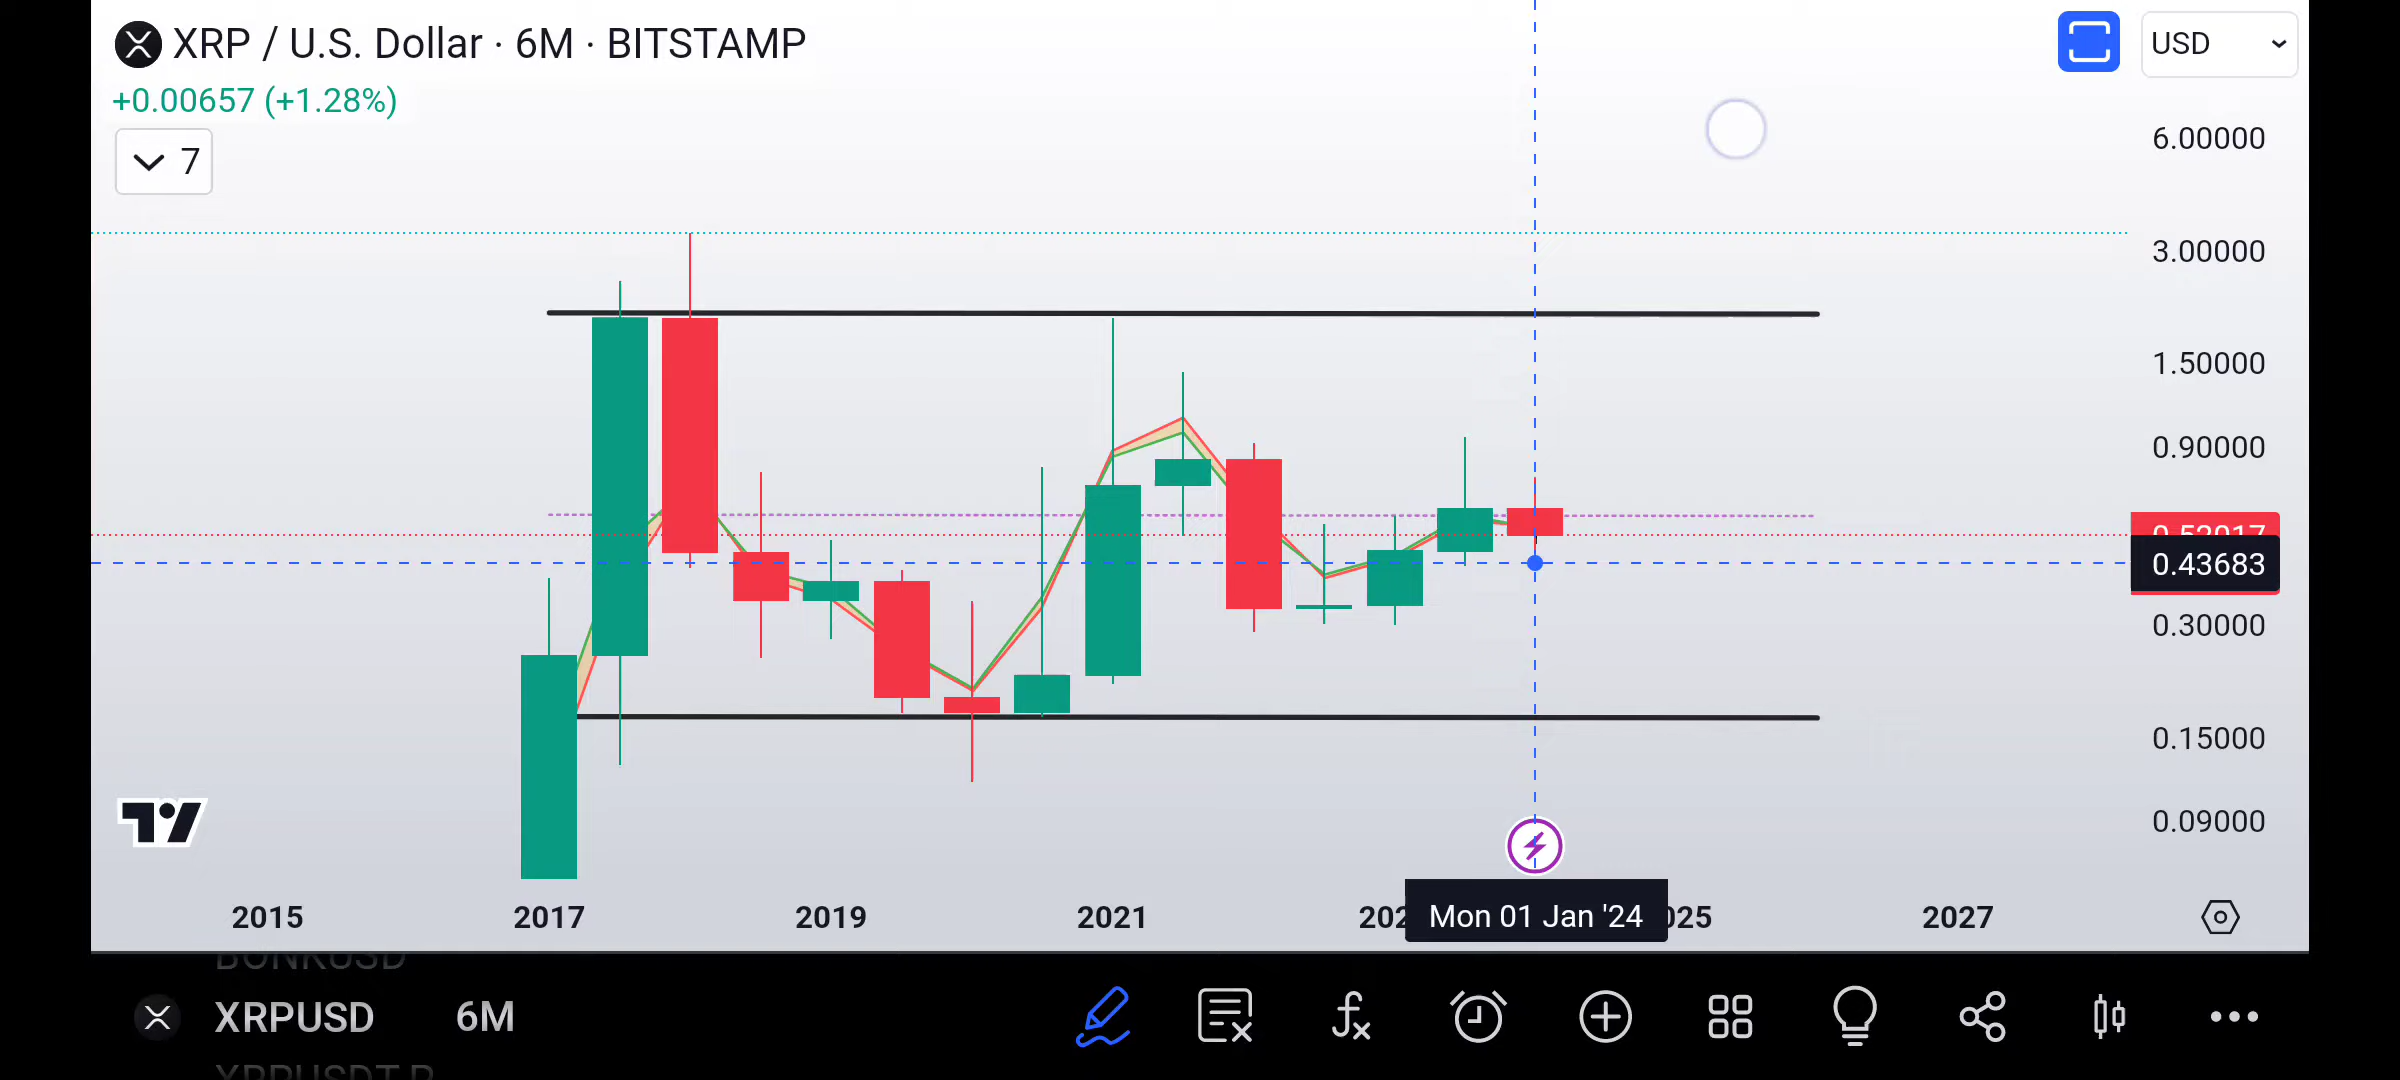 XRP / U.S. Dollar · 6M · BITSTAMP
USD
+0.00657 (+1.28%)
7
6.00000
3.00000
1.50000
0.90000
0.43683
0.30000
0.15000
0.09000
2015 2017 2019 2021 Mon 01 Jan '24 2027
BONKUSD
XRPUSD 6M